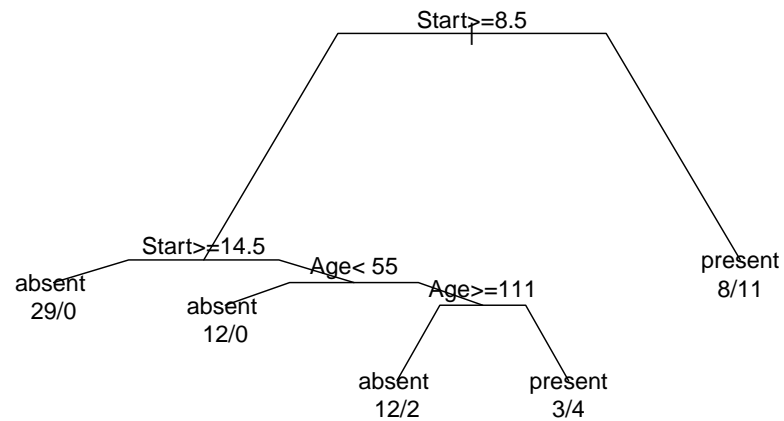 Start>=8.5
Start>=14.5
Age< 55
Age>=111
absent
29/0
absent
12/0
absent
12/2
present
3/4
present
8/11